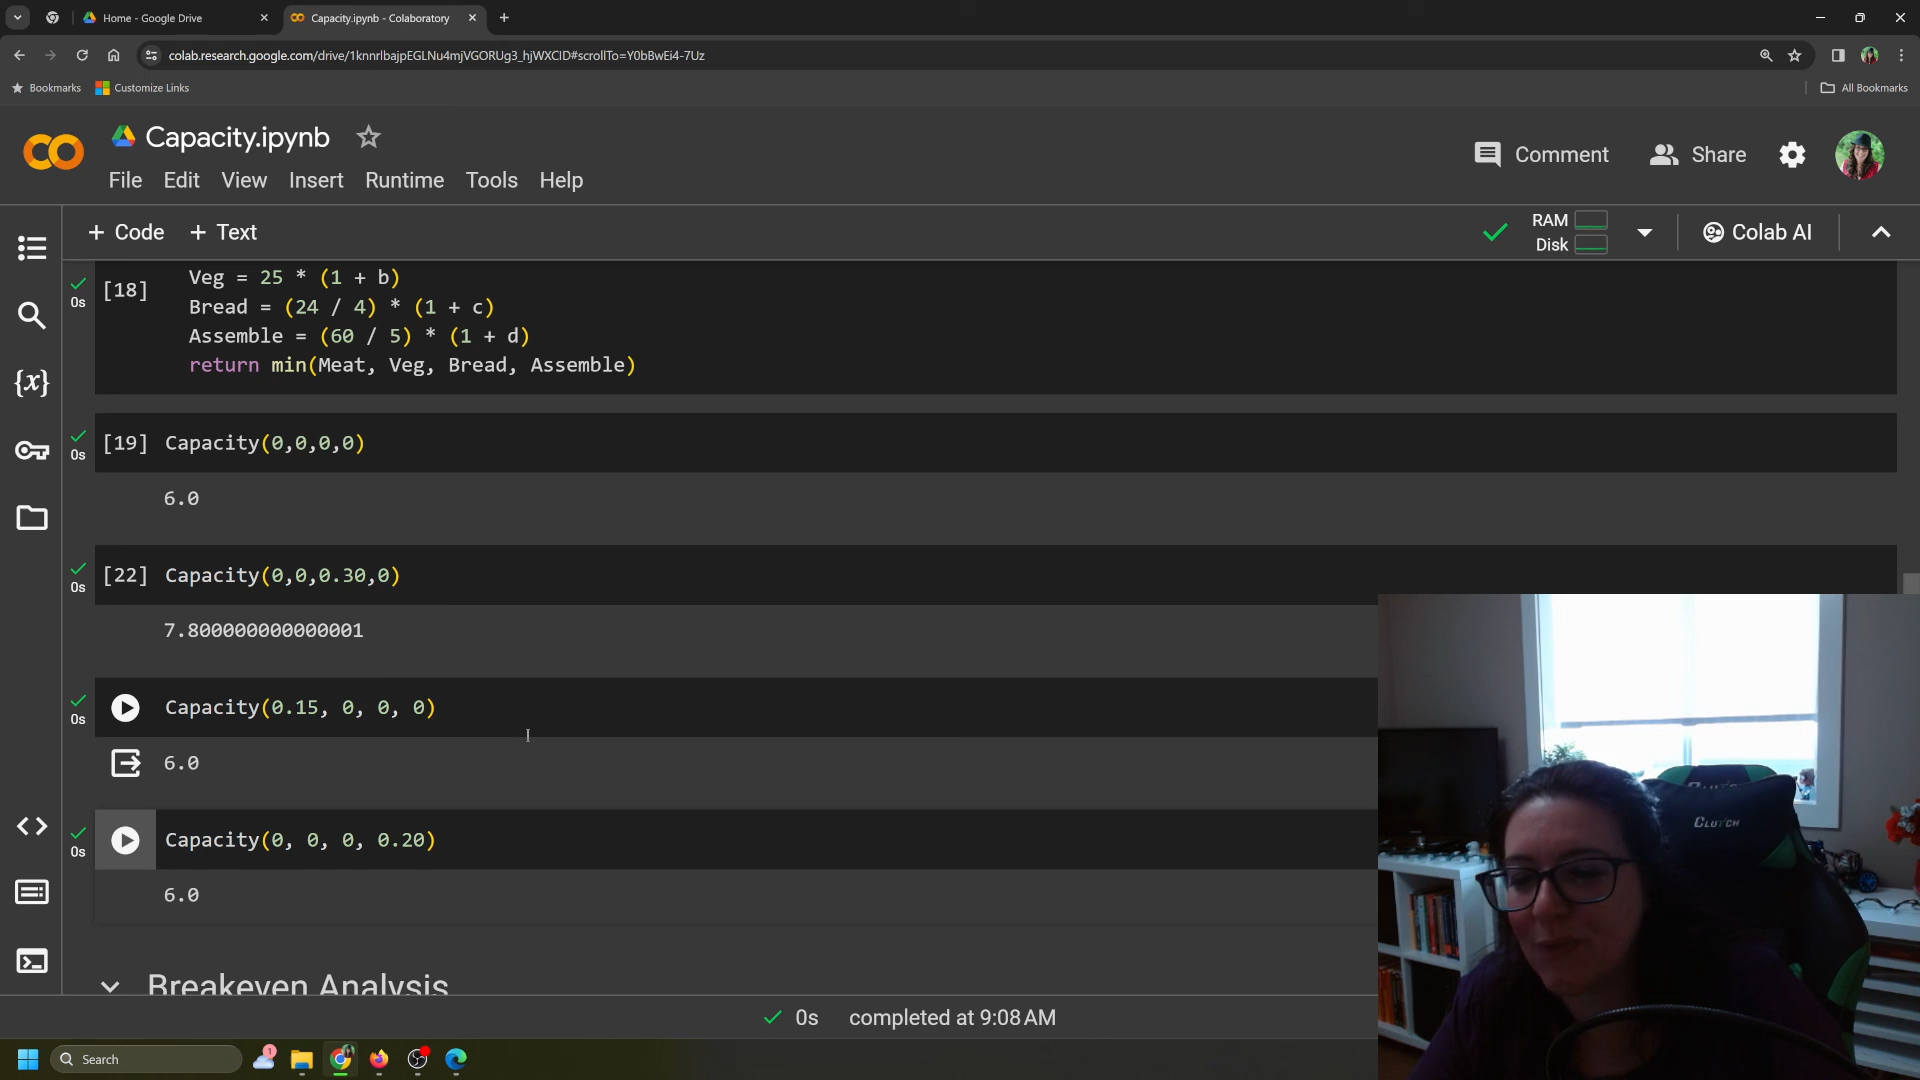 Home - Google Drive
Capacity.ipynb - Colaboratory
colab.research.google.com/drive/1knnrlbajpEGLNu4mjVGORUg3_hjWXCID#scrollTo=Y0bBwEi4-7Uz
Bookmarks
Customize Links
All Bookmarks
Capacity.ipynb
Comment
Share
File Edit View Insert Runtime Tools Help
+ Code + Text
RAM
Disk
Colab AI
[18]
0s
Veg = 25 * (1 + b)
Bread = (24 / 4) * (1 + c)
Assemble = (60 / 5) * (1 + d)
return min(Meat, Veg, Bread, Assemble)
{x}
[19] Capacity(0,0,0,0)
0s
6.0
[22] Capacity(0,0,0.30,0)
0s
7.800000000000001
Capacity(0.15, 0, 0, 0)
0s
6.0
Capacity(0, 0, 0, 0.20)
0s
6.0
Breakeven Analysis
0s completed at 9:08 AM
CLUTCH
Search
1